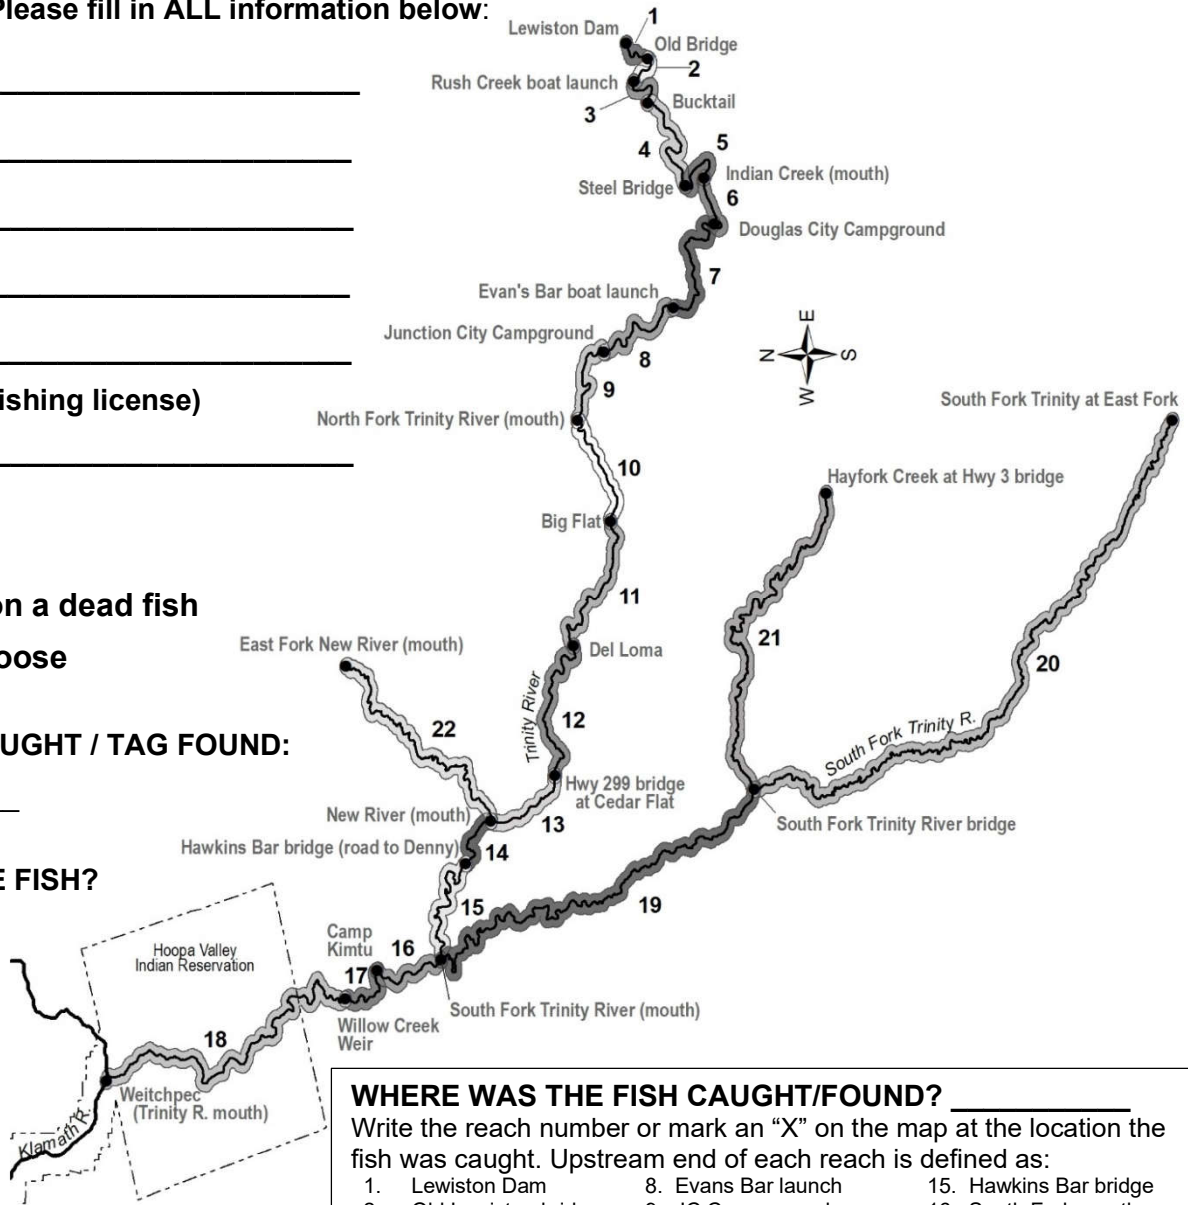 Please fill in ALL information below:
ishing license)
on a dead fish
oose
UGHT / TAG FOUND:
E FISH?
1
Lewiston Dam
Old Bridge
2
Rush Creek boat launch
Bucktail
3
4
5
Steel Bridge
Indian Creek (mouth)
6
Douglas City Campground
7
Evan's Bar boat launch
Junction City Campground
8
E
N
S
W
9
North Fork Trinity River (mouth)
South Fork Trinity at East Fork
10
Hayfork Creek at Hwy 3 bridge
Big Flat
11
21
East Fork New River (mouth)
Del Loma
20
Trinity River
12
22
South Fork Trinity R.
Hwy 299 bridge
at Cedar Flat
New River (mouth)
13
South Fork Trinity River bridge
Hawkins Bar bridge (road to Denny)
14
15
19
Camp
Kimtu
16
Hoopa Valley
Indian Reservation
17
South Fork Trinity River (mouth)
Willow Creek
Weir
18
Weitchpec
(Trinity R. mouth)
Klamath R.
WHERE WAS THE FISH CAUGHT/FOUND? ___________
Write the reach number or mark an “X” on the map at the location the
fish was caught. Upstream end of each reach is defined as:
1. Lewiston Dam 8. Evans Bar launch 15. Hawkins Bar bridge